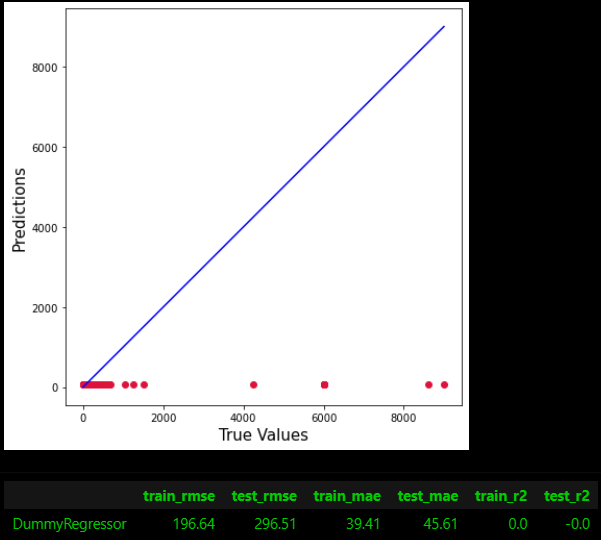 8000
6000
4000
2000
0
Predictions
0 2000 4000 6000 8000
True Values
train_rmse test_rmse train_mae test_mae train_r2 test_r2
DummyRegressor 196.64 296.51 39.41 45.61 0.0 -0.0